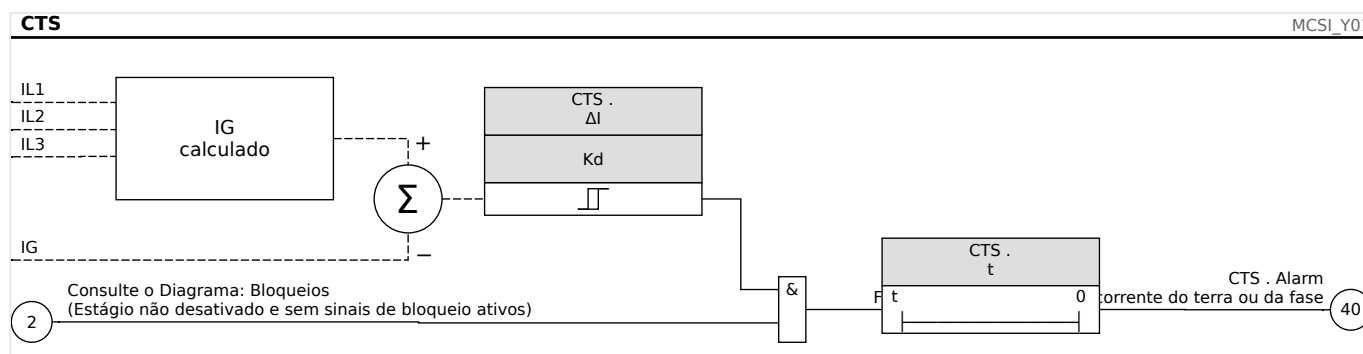 CTS
MCSI_Y0
IL1
IL2
IL3
IG
calculado
+
Σ
−
CTS .
ΔI
Kd
IG
Consulte o Diagrama: Bloqueios
(Estágio não desativado e sem sinais de bloqueio ativos)
2
&
CTS .
t
t 0
CTS . Alarm
corrente do terra ou da fase
40